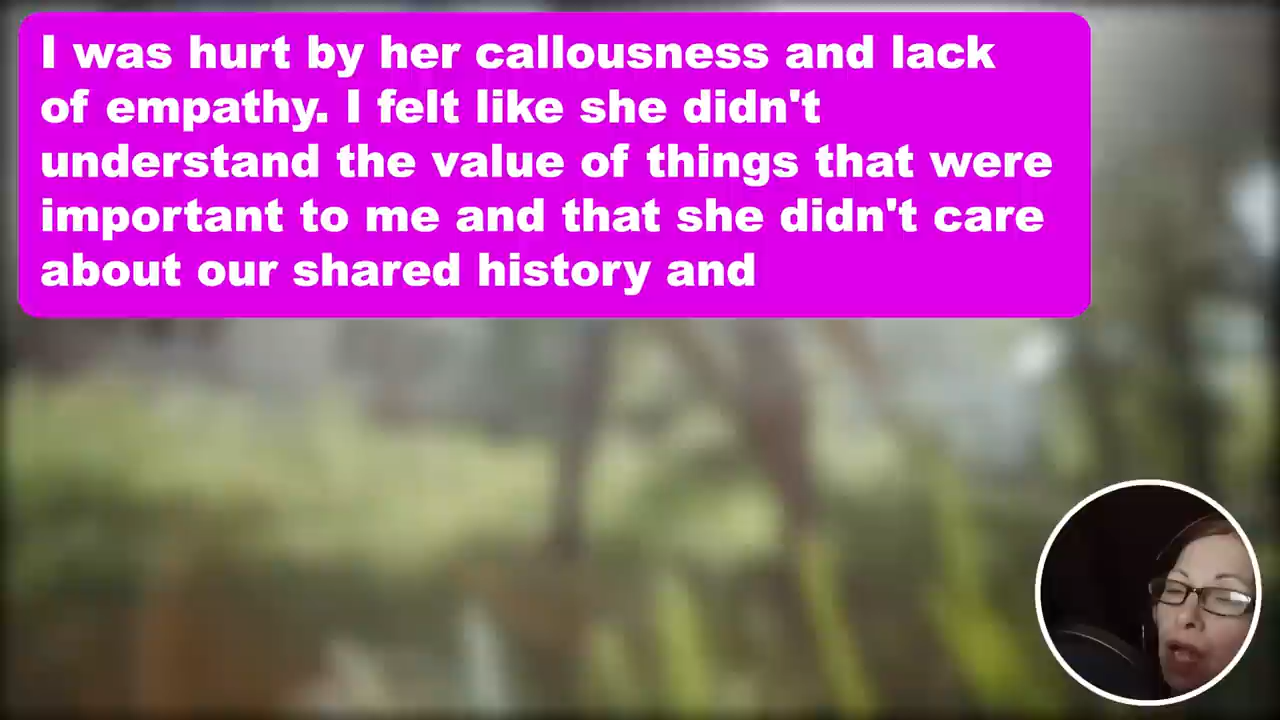 I was hurt by her callousness and lack
of empathy. I felt like she didn't
understand the value of things that were
important to me and that she didn't care
about our shared history and